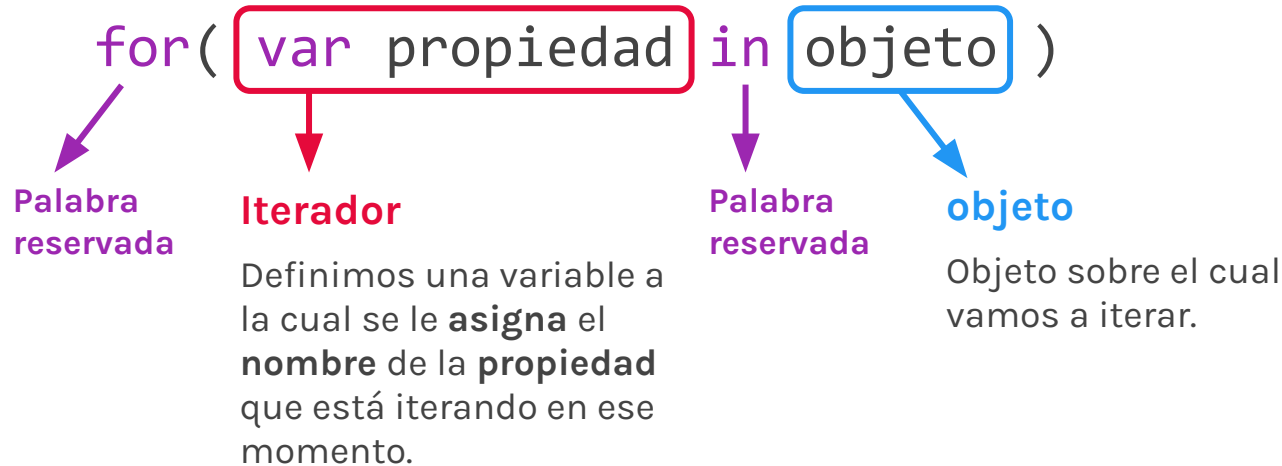 for( var propiedad in objeto )
Palabra
reservada
Iterador
Definimos una variable a
la cual se le asigna el
nombre de la propiedad
que está iterando en ese
momento.
Palabra
reservada
objeto
Objeto sobre el cual
vamos a iterar.